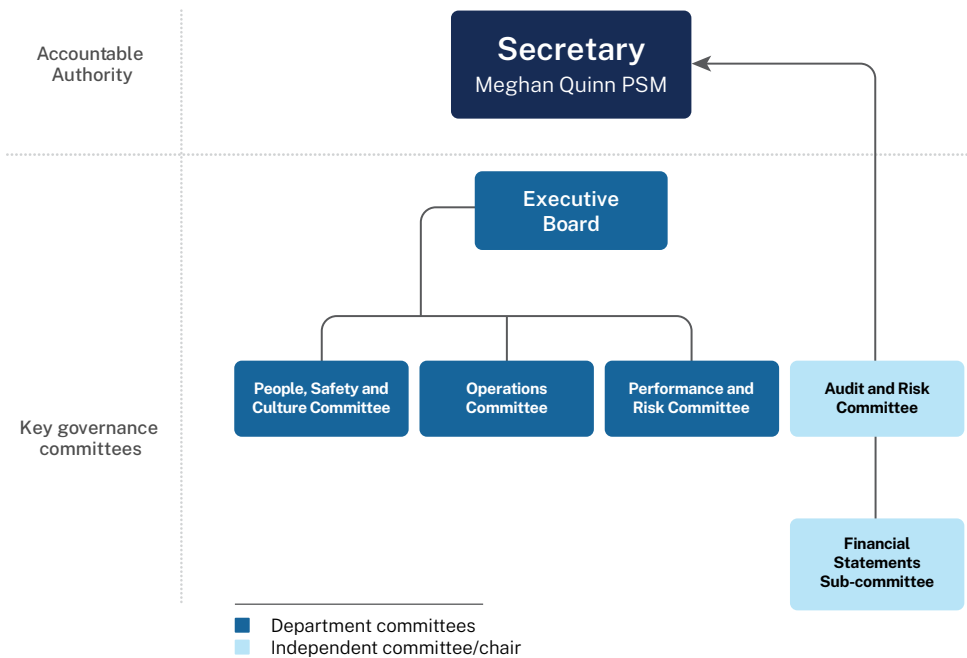 Accountable
Authority
Secretary
Meghan Quinn PSM
Executive
Board
Key governance
committees
People, Safety and
Culture Committee
Operations
Committee
Performance and
Risk Committee
Audit and Risk
Committee
Financial
Statements
Sub-committee
Department committees
Independent committee/chair